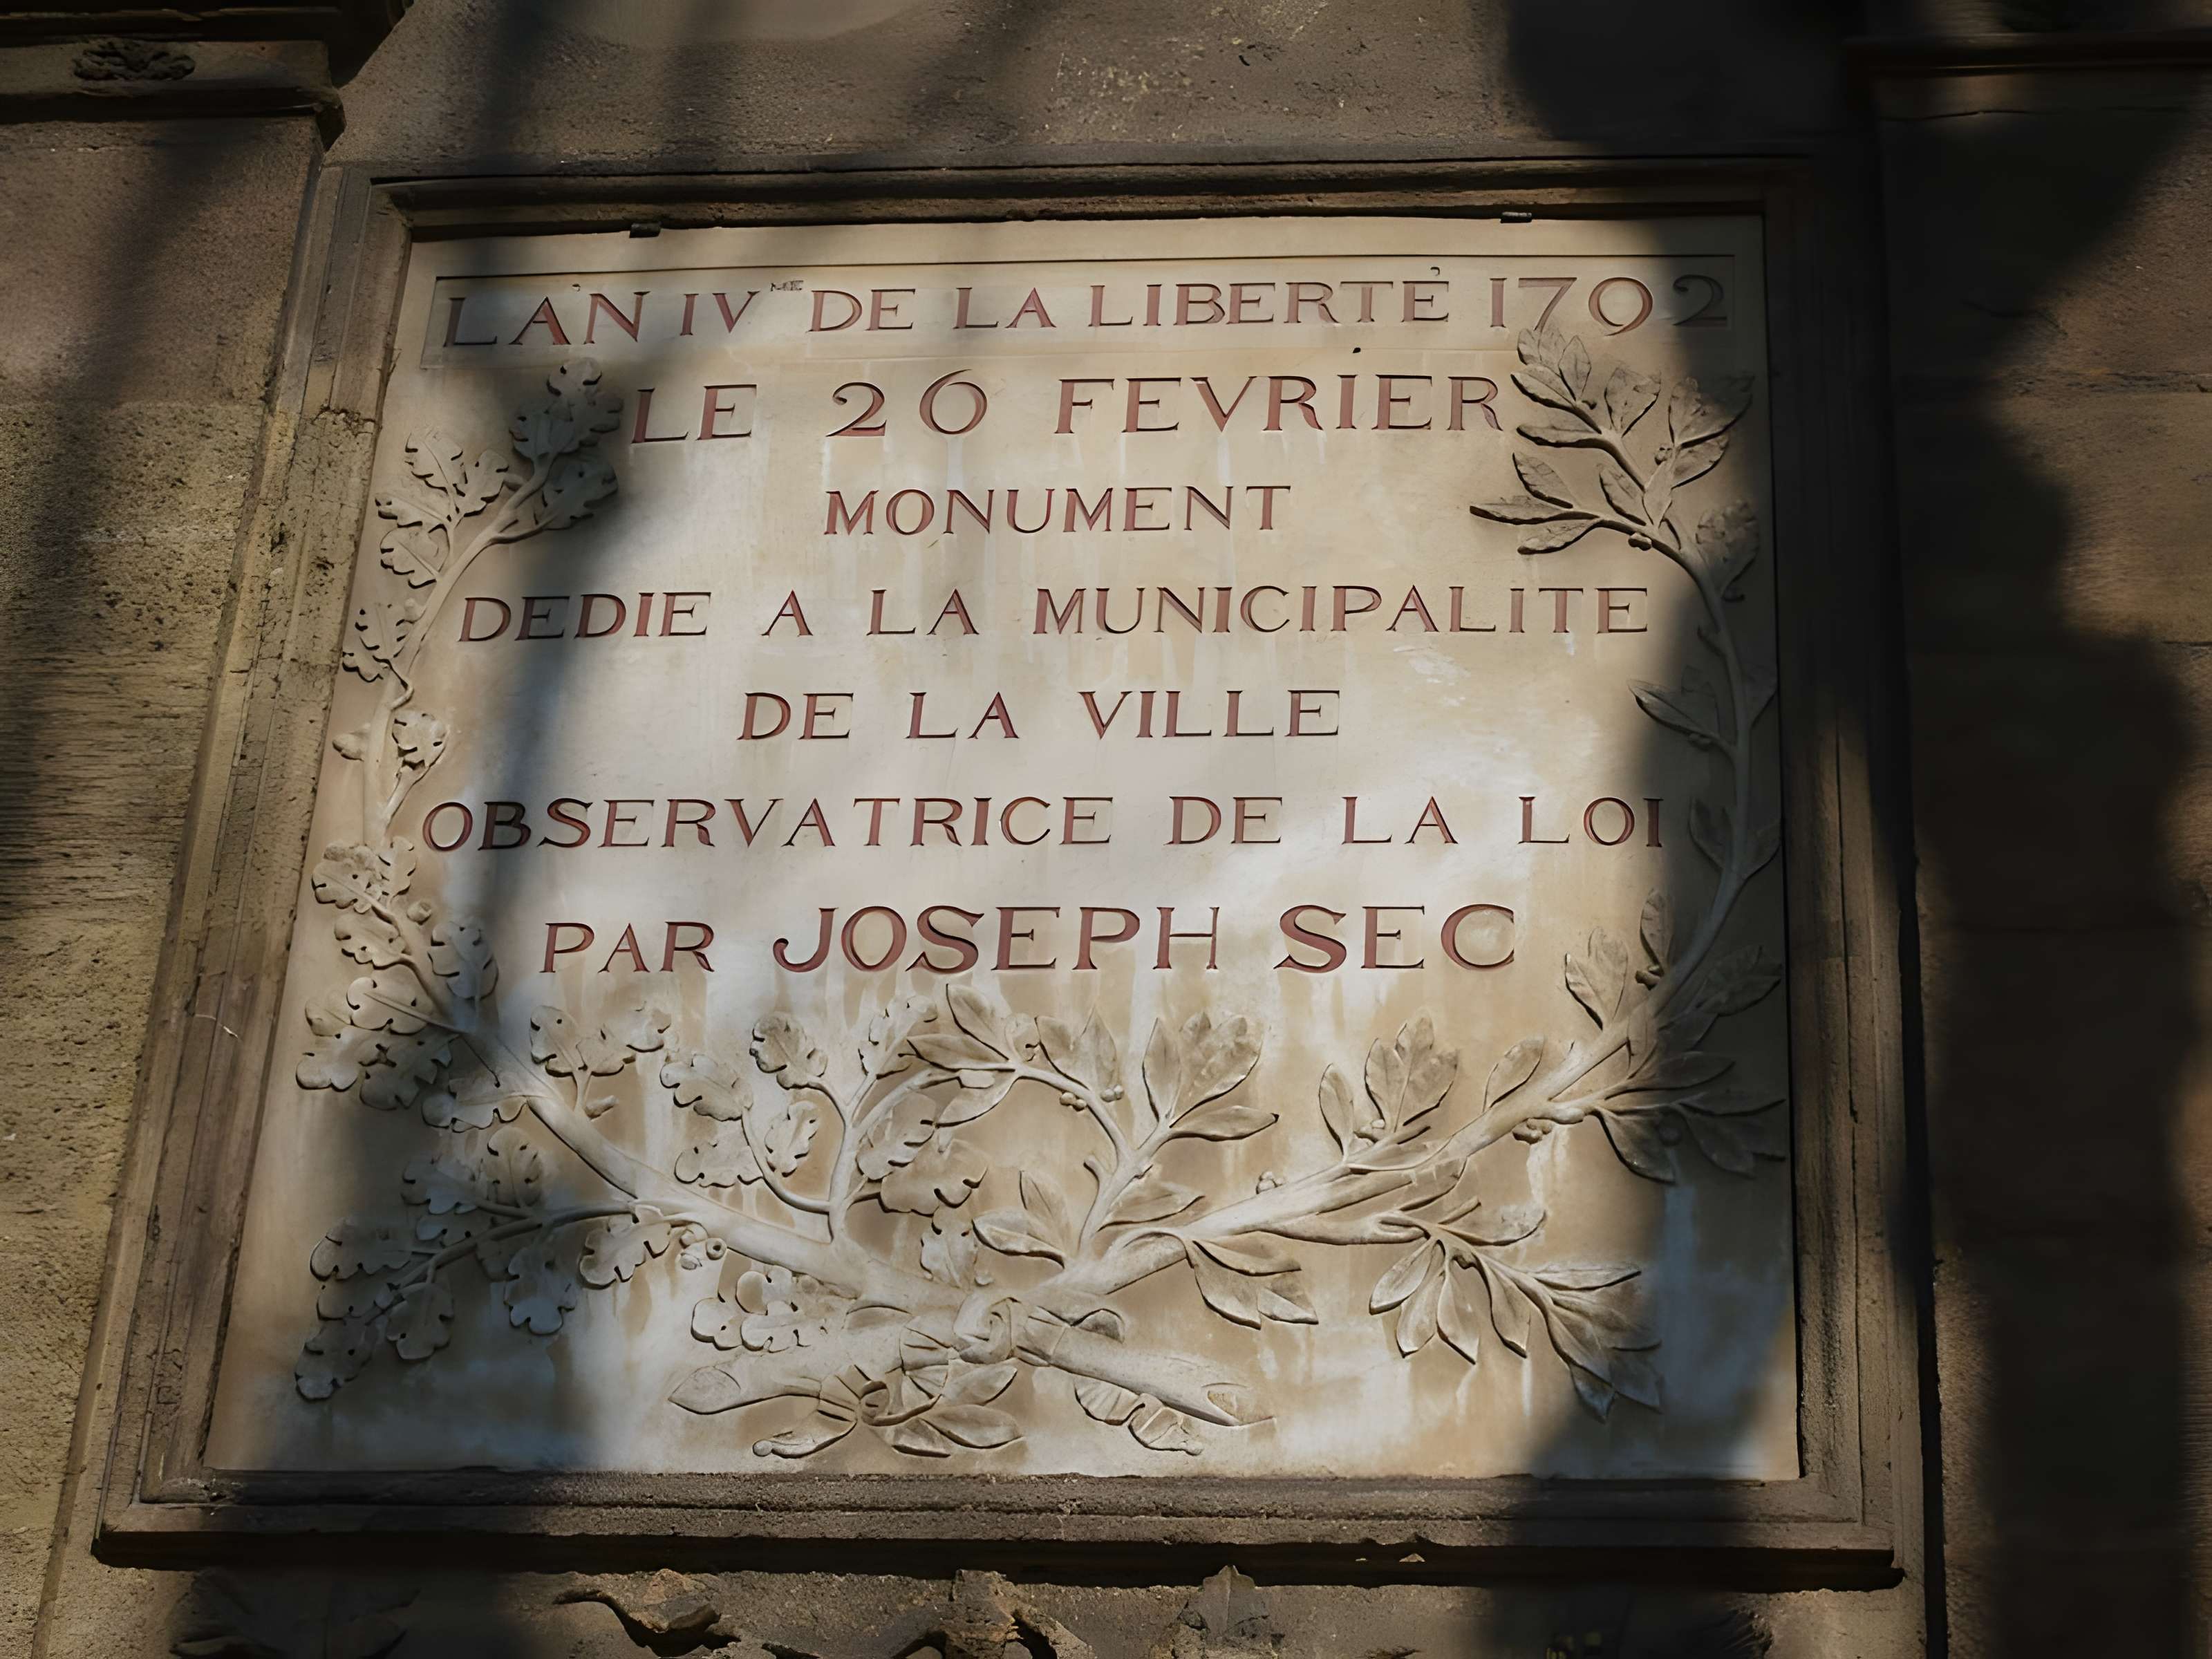 L'AN IVME DE LA LIBERTÉ 1792
LE 26 FEVRIER
MONUMENT
DEDIE A LA MUNICIPALITE
DE LA VILLE
OBSERVATRICE DE LA LOI
PAR JOSEPH SEC